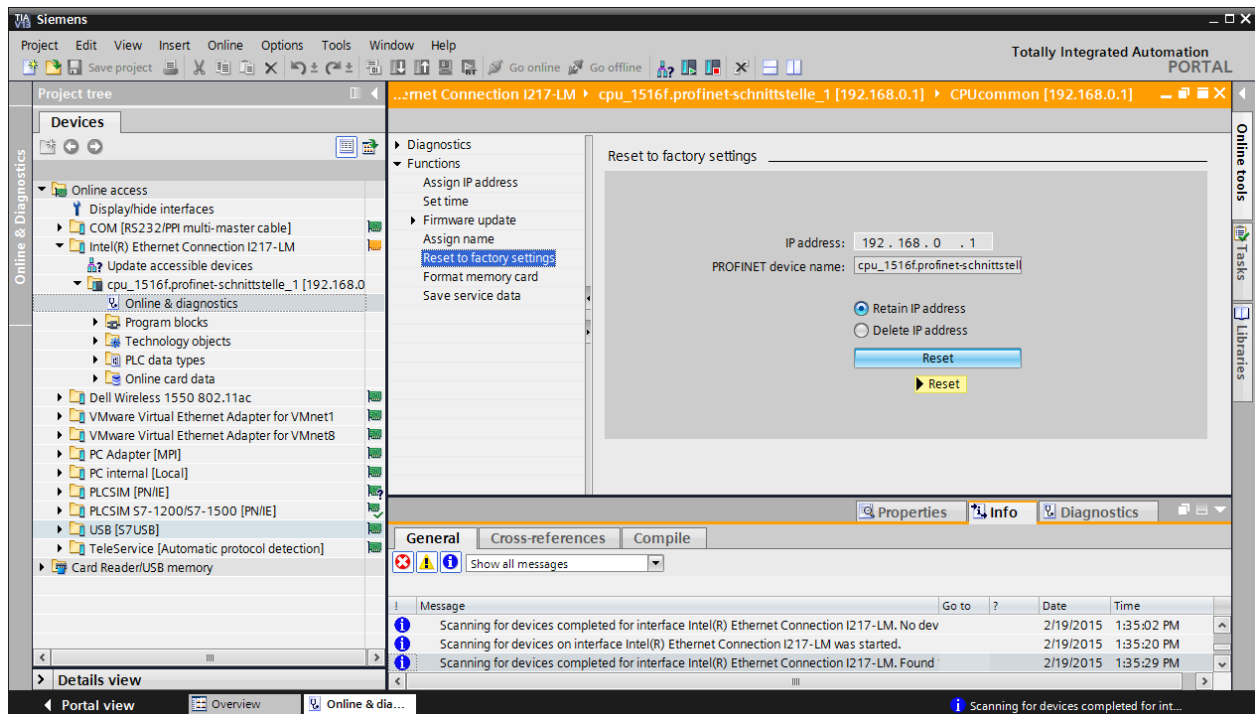 TIA V13 Siemens
Project Edit View Insert Online Options Tools Window Help
Totally Integrated Automation
PORTAL
Save project Go online Go offline
Project tree
...rnet Connection I217-LM cpu_1516f.profinet-schnittstelle_1 [192.168.0.1] CPUcommon [192.168.0.1]
Devices
Online & Diagnostics
Online access
Display/hide interfaces
COM [RS232/PPI multi-master cable]
Intel(R) Ethernet Connection I217-LM
Update accessible devices
cpu_1516f.profinet-schnittstelle_1 [192.168.0
Online & diagnostics
Program blocks
Technology objects
PLC data types
Online card data
Dell Wireless 1550 802.11ac
VMware Virtual Ethernet Adapter for VMnet1
VMware Virtual Ethernet Adapter for VMnet8
PC Adapter [MPI]
PC internal [Local]
PLCSIM [PN/IE]
PLCSIM S7-1200/S7-1500 [PN/IE]
USB [S7USB]
TeleService [Automatic protocol detection]
Card Reader/USB memory
Details view
Diagnostics
Functions
Assign IP address
Set time
Firmware update
Assign name
Reset to factory settings
Format memory card
Save service data
Reset to factory settings
IP address: 192 . 168 . 0 . 1
PROFINET device name: cpu_1516f.profinet-schnittstell
Retain IP address
Delete IP address
Reset
Reset
Online tools
Tasks
Libraries
Properties Info Diagnostics
General Cross-references Compile
Show all messages
! Message Go to ? Date Time
Scanning for devices completed for interface Intel(R) Ethernet Connection I217-LM. No dev 2/19/2015 1:35:02 PM
Scanning for devices on interface Intel(R) Ethernet Connection I217-LM was started. 2/19/2015 1:35:20 PM
Scanning for devices completed for interface Intel(R) Ethernet Connection I217-LM. Found 2/19/2015 1:35:29 PM
Portal view Overview Online & dia... Scanning for devices completed for int...